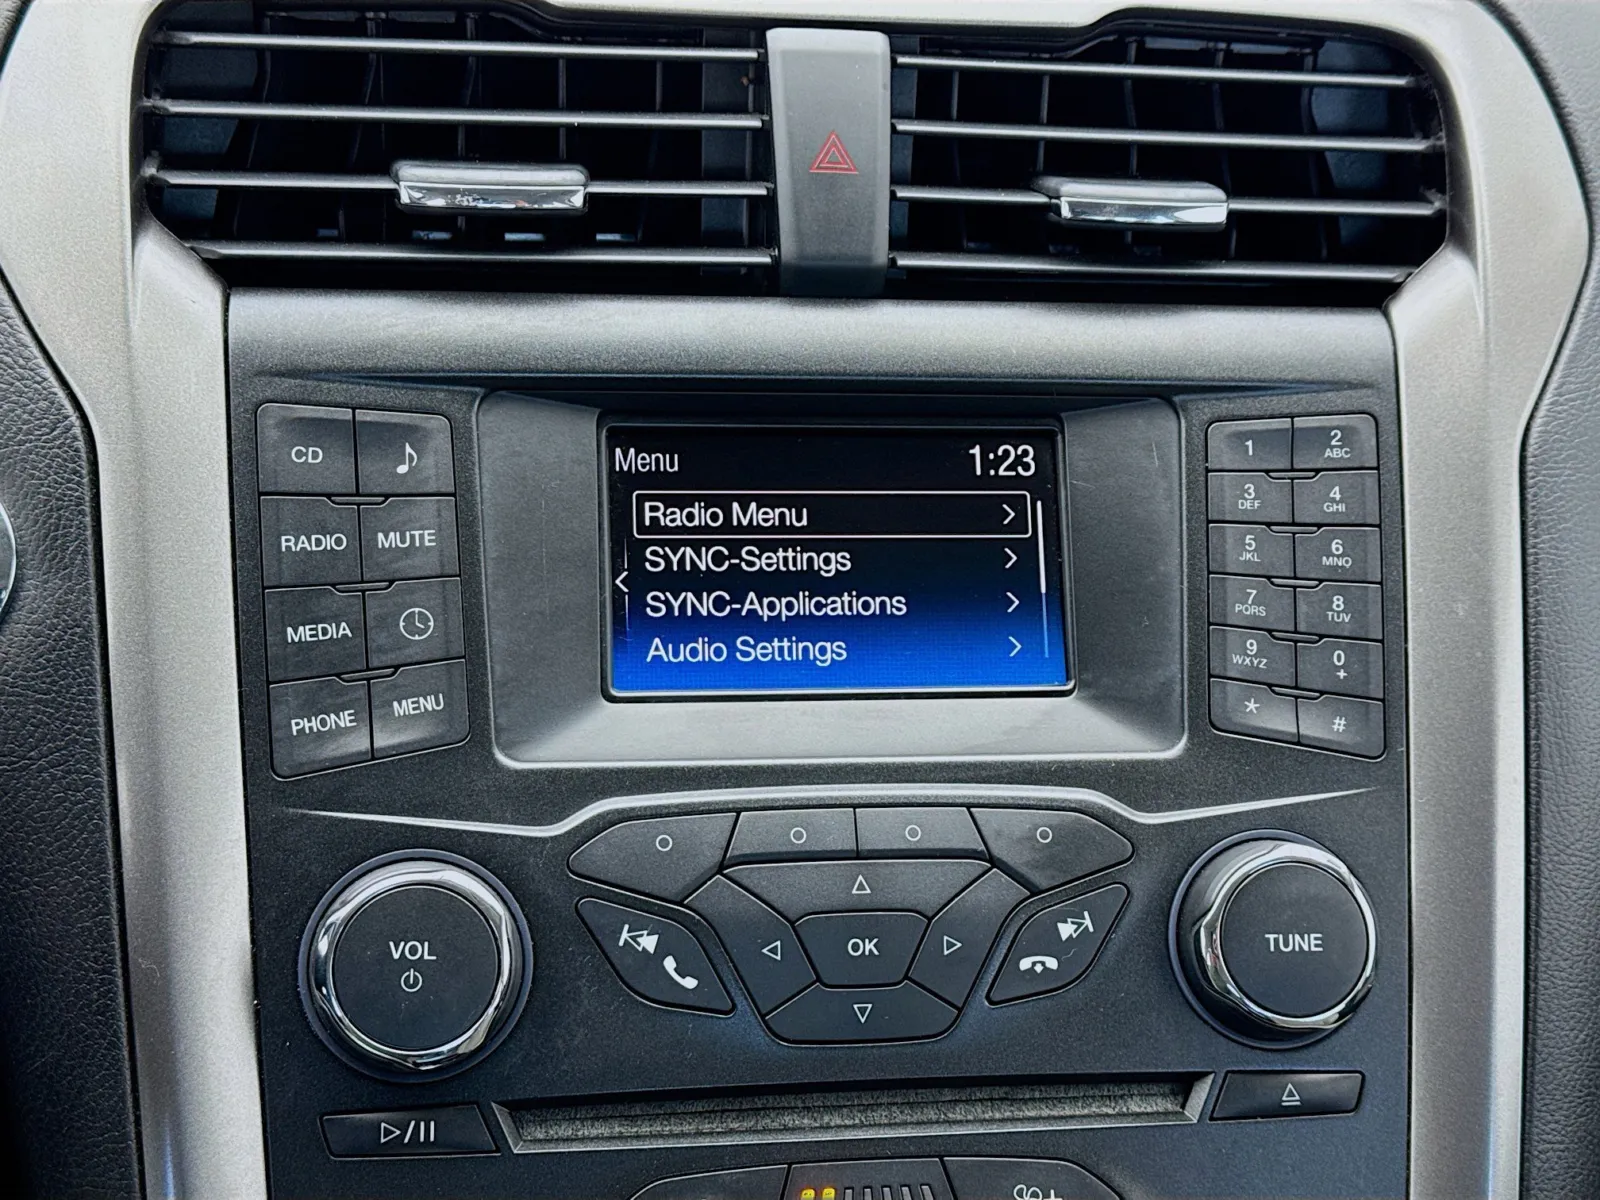 Menu 1:23
Radio Menu
SYNC-Settings
SYNC-Applications
Audio Settings
CD
RADIO MUTE
MEDIA
PHONE MENU
1 2 ABC
3 DEF 4 GHI
5 JKL 6 MNO
7 PQRS 8 TUV
9 WXYZ 0 +
* #
VOL
OK
TUNE